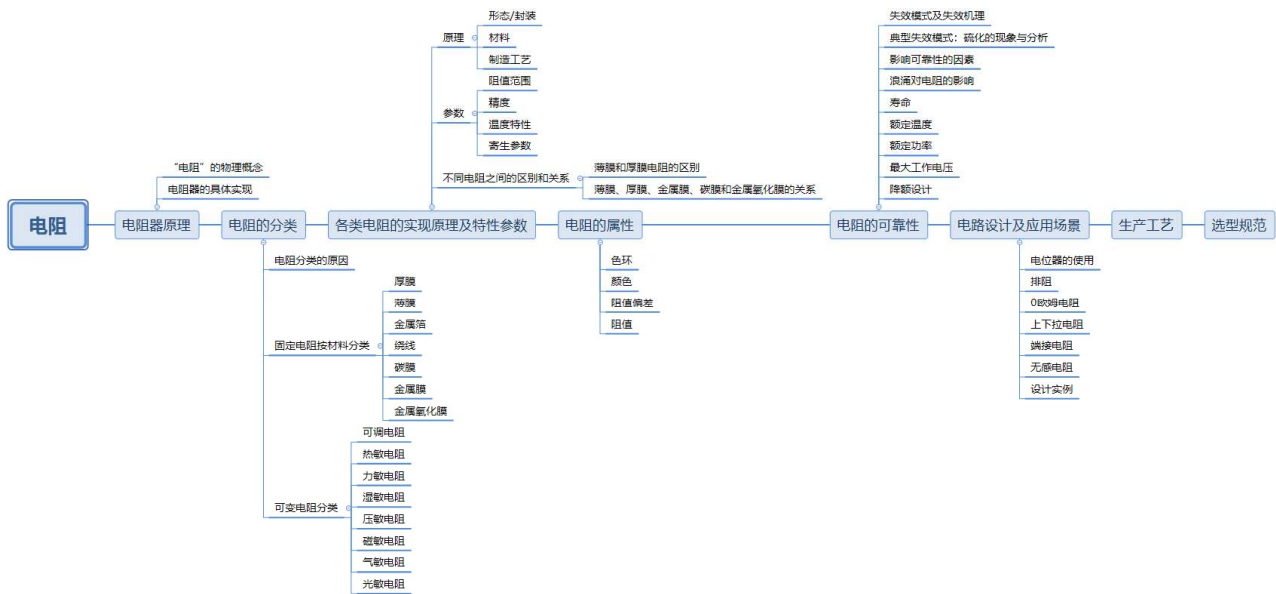 电阻
电阻器原理
“电阻”的物理概念
电阻器的具体实现
电阻的分类
电阻分类的原因
固定电阻按材料分类
厚膜
薄膜
金属箔
绕线
碳膜
金属膜
金属氧化膜
可变电阻分类
可调电阻
热敏电阻
力敏电阻
湿敏电阻
压敏电阻
磁敏电阻
气敏电阻
光敏电阻
各类电阻的实现原理及特性参数
原理
形态/封装
材料
制造工艺
参数
阻值范围
精度
温度特性
寄生参数
不同电阻之间的区别和关系
薄膜和厚膜电阻的区别
薄膜、厚膜、金属膜、碳膜和金属氧化膜的关系
电阻的属性
色环
颜色
阻值偏差
阻值
电阻的可靠性
失效模式及失效机理
典型失效模式：硫化的现象与分析
影响可靠性的因素
浪涌对电阻的影响
寿命
额定温度
额定功率
最大工作电压
降额设计
电路设计及应用场景
电位器的使用
排阻
0欧姆电阻
上下拉电阻
端接电阻
无感电阻
设计实例
生产工艺
选型规范